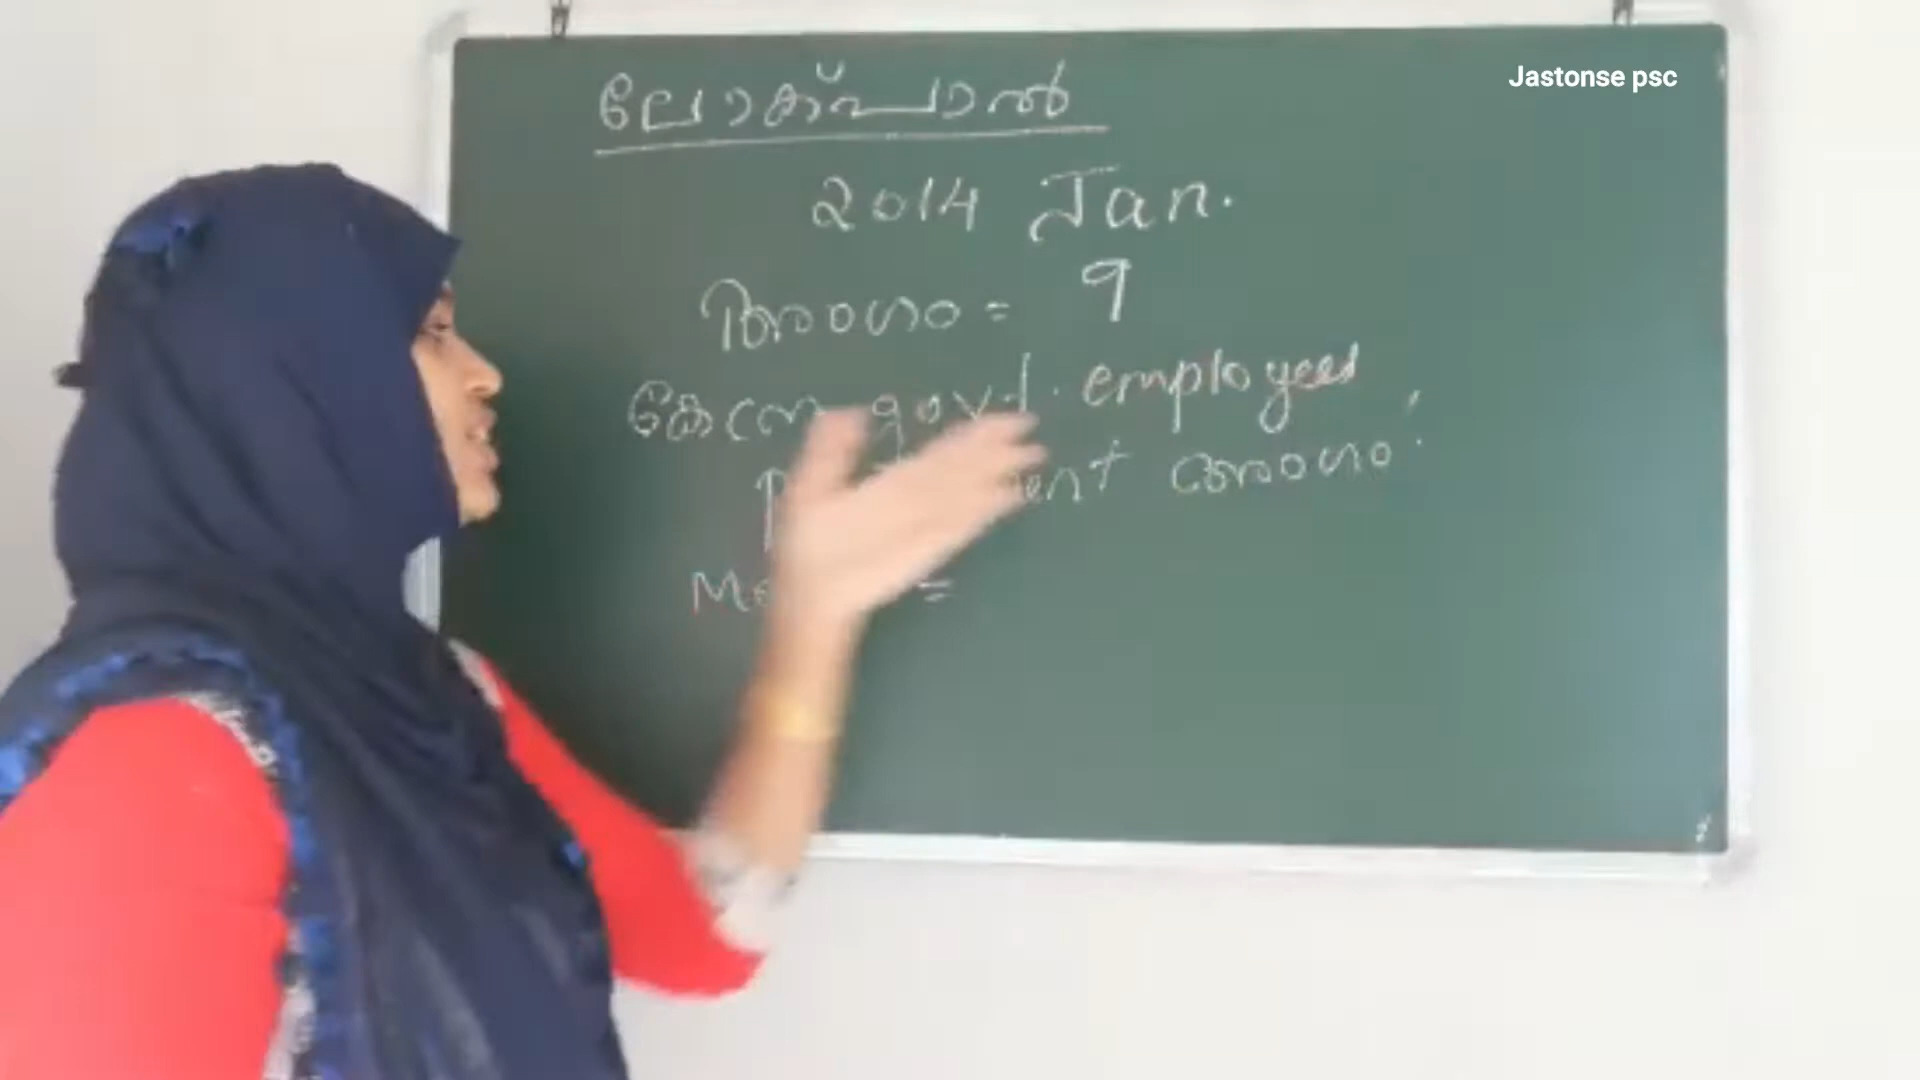 Jastonse psc
ലോക്പാൽ
2014 Jan.
അംഗം = 9
കേന്ദ്ര govt. employees
അംഗം
=